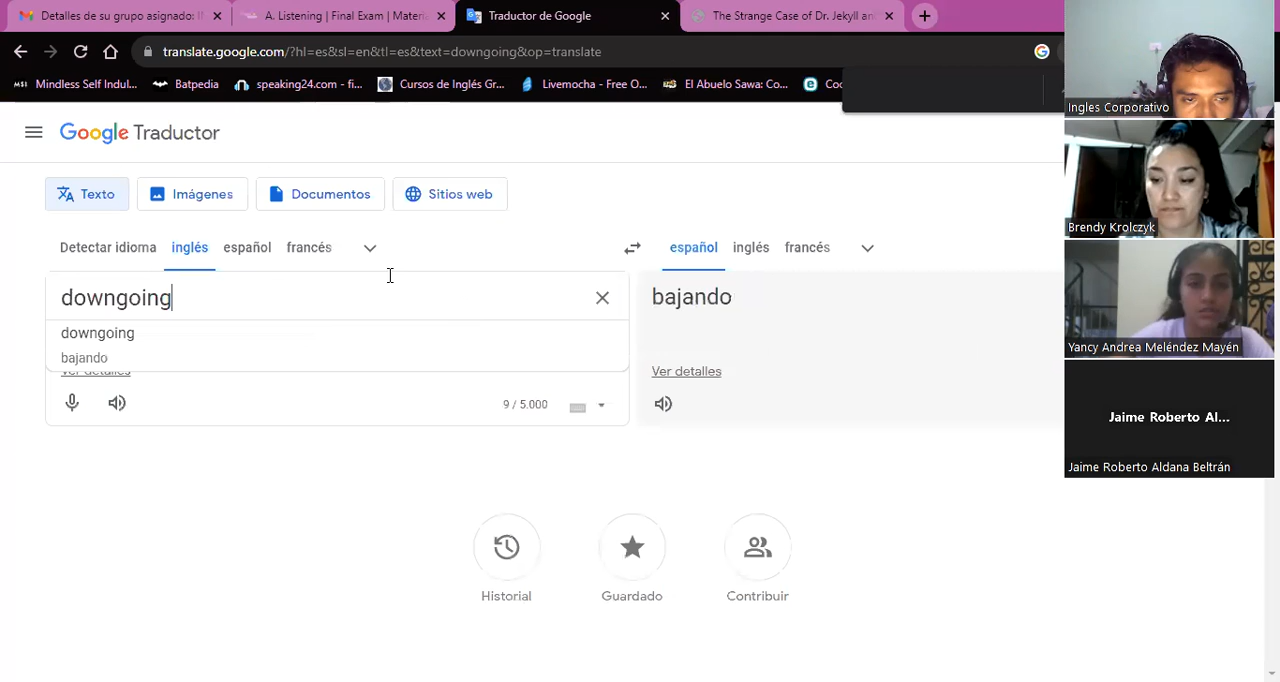 Detalles de su grupo asignado: I
A. Listening | Final Exam | Materi
Traductor de Google
The Strange Case of Dr. Jekyll an
translate.google.com/?hl=es&sl=en&tl=es&text=downgoing&op=translate
MSI Mindless Self Indul...
Batpedia
speaking24.com - fi...
Cursos de Inglés Gr...
Livemocha - Free O...
El Abuelo Sawa: Co...
Coc
Google Traductor
Texto
Imágenes
Documentos
Sitios web
Detectar idioma inglés español francés
español inglés francés
downgoing
bajando
downgoing
bajando
Ver detalles
Ver detalles
9 / 5.000
Historial
Guardado
Contribuir
Ingles Corporativo
Brendy Krolczyk
Yancy Andrea Meléndez Mayén
Jaime Roberto Al...
Jaime Roberto Aldana Beltrán